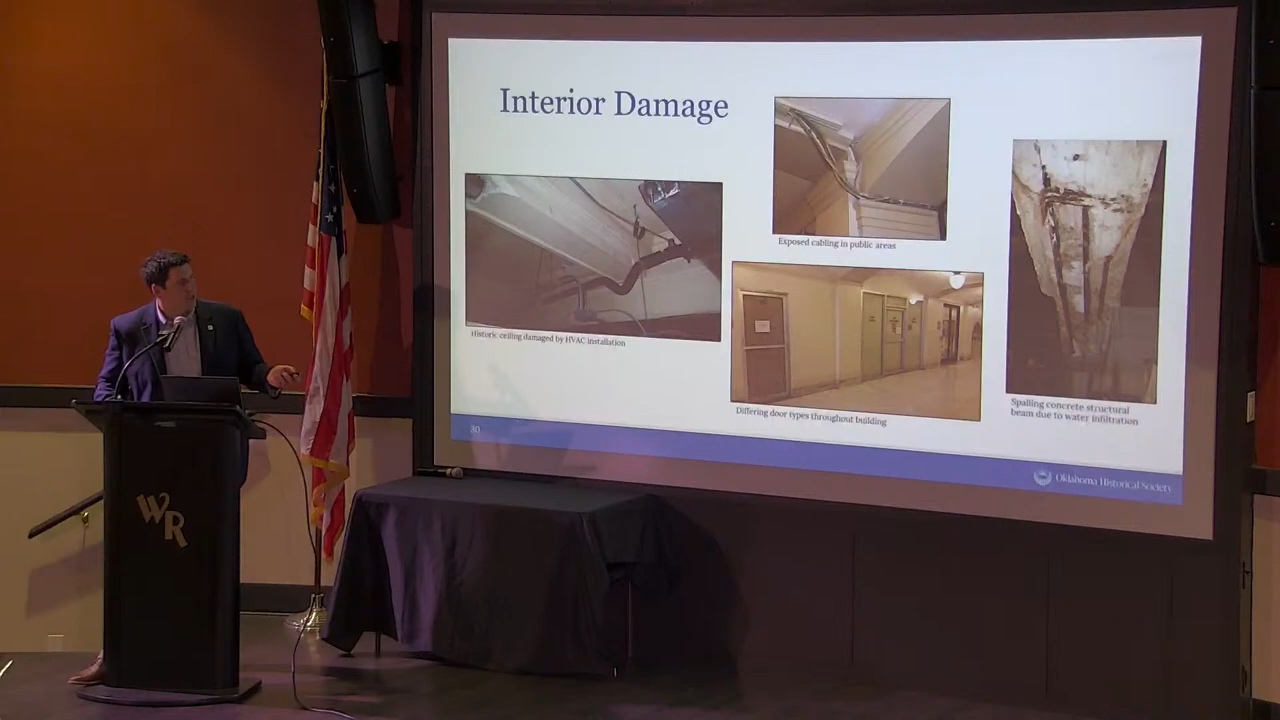 Interior Damage
Exposed cabling in public areas
Historic ceiling damaged by HVAC installation
Differing door types throughout building
Spalling concrete structural
beam due to water infiltration
30
Oklahoma Historical Society
WR